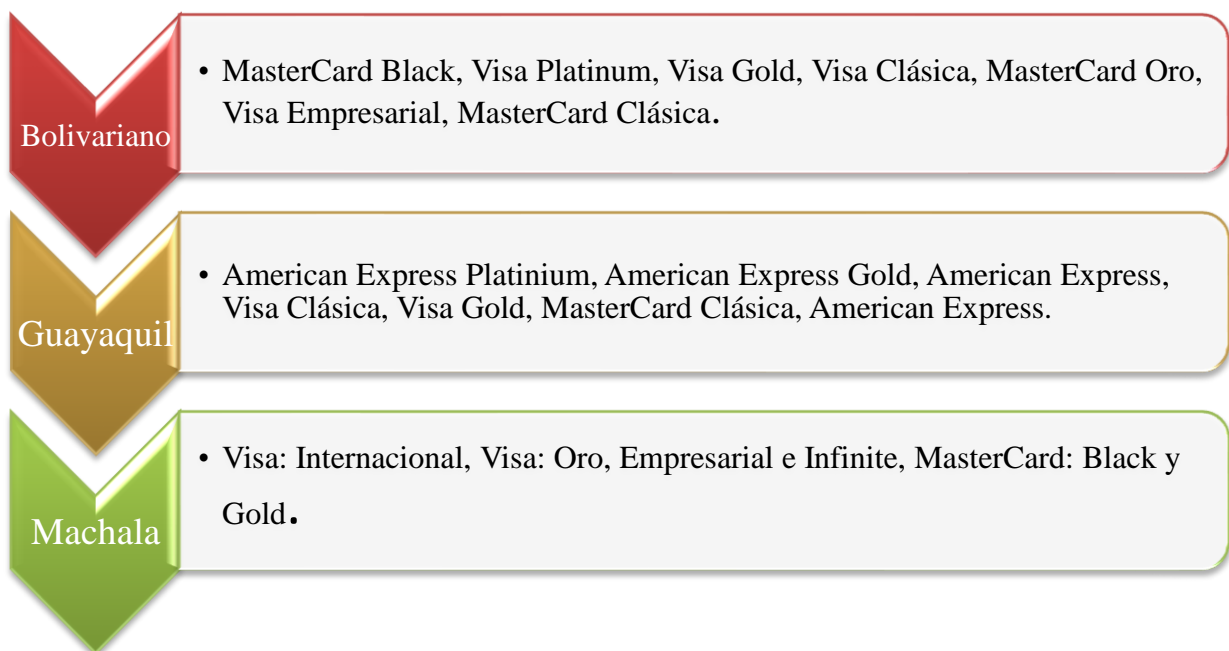 Bolivariano
• MasterCard Black, Visa Platinum, Visa Gold, Visa Clásica, MasterCard Oro,
Visa Empresarial, MasterCard Clásica.
Guayaquil
• American Express Platinium, American Express Gold, American Express,
Visa Clásica, Visa Gold, MasterCard Clásica, American Express.
Machala
• Visa: Internacional, Visa: Oro, Empresarial e Infinite, MasterCard: Black y
Gold.